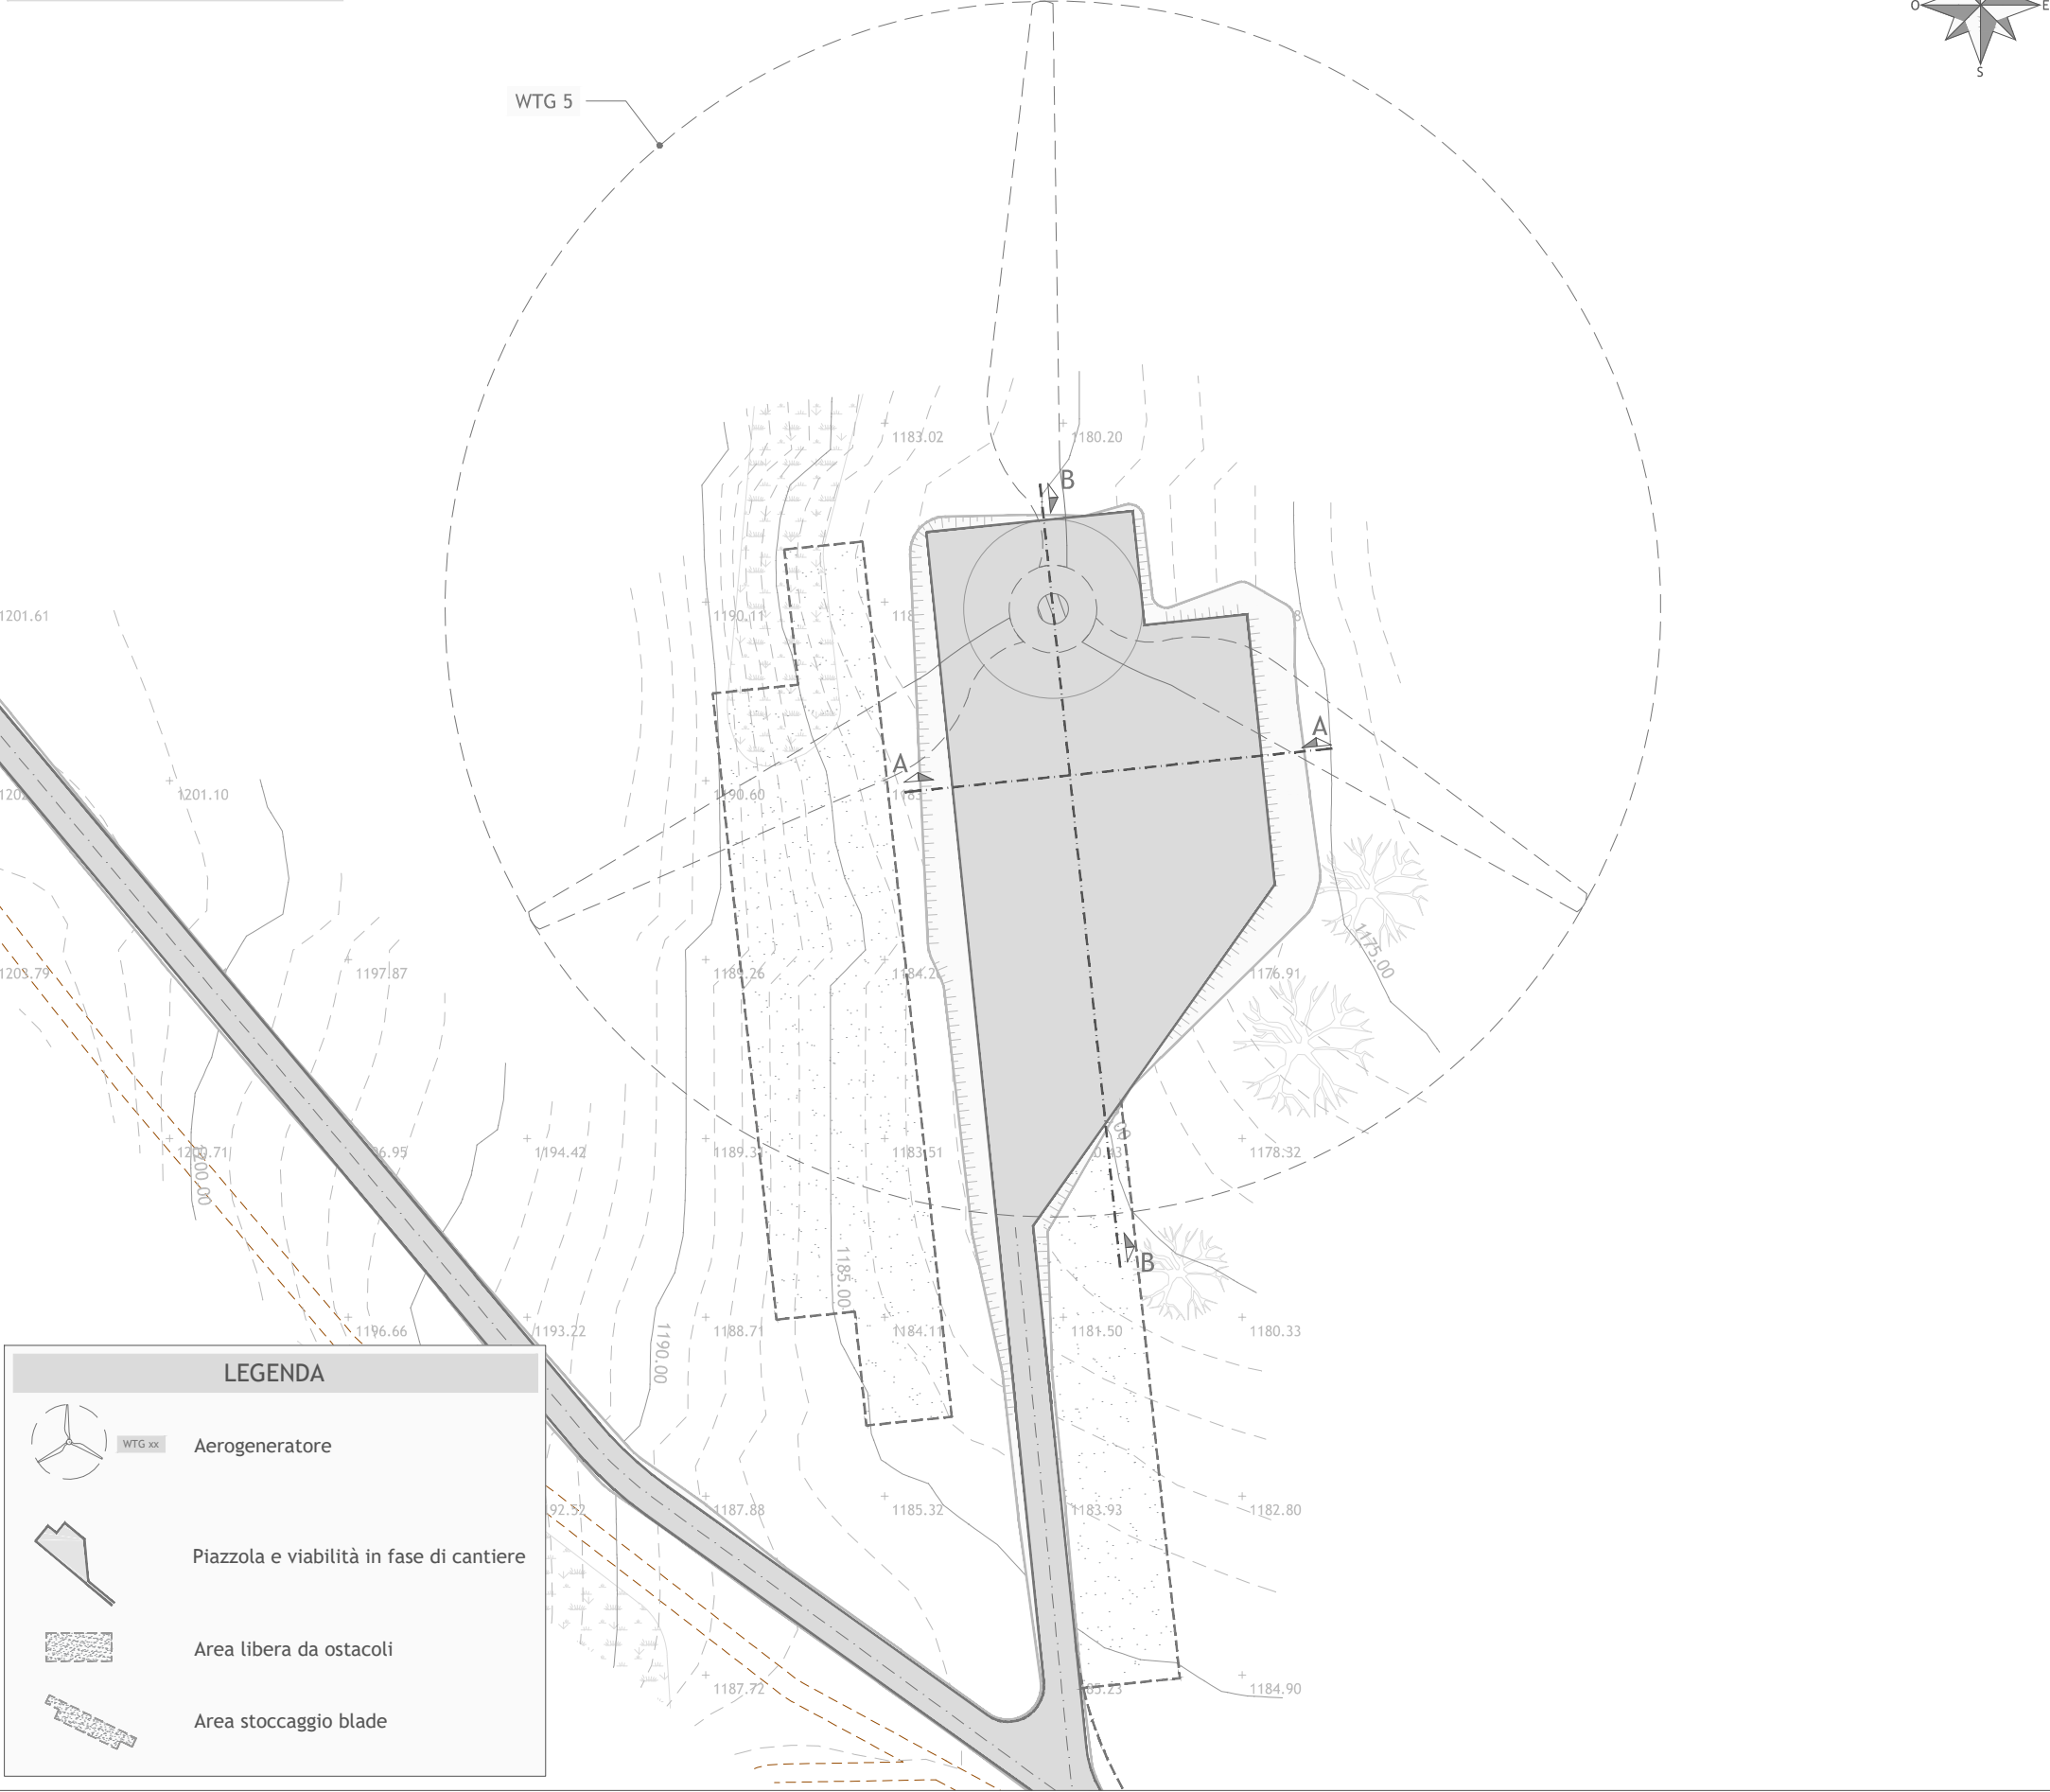 O
E
S
WTG 5
1183.02
1180.20
B
1201.61
1190.11
A
A
1201.10
1190.60
1203.79
1197.87
1189.26
1176.91
1175.00
1194.42
1183.51
1178.32
B
1185.00
1190.00
1196.66
1193.22
1188.71
1184.11
1181.50
1180.33
LEGENDA
WTG xx
Aerogeneratore
1187.88
1185.32
1183.93
1182.80
Piazzola e viabilità in fase di cantiere
Area libera da ostacoli
1187.72
1184.90
Area stoccaggio blade